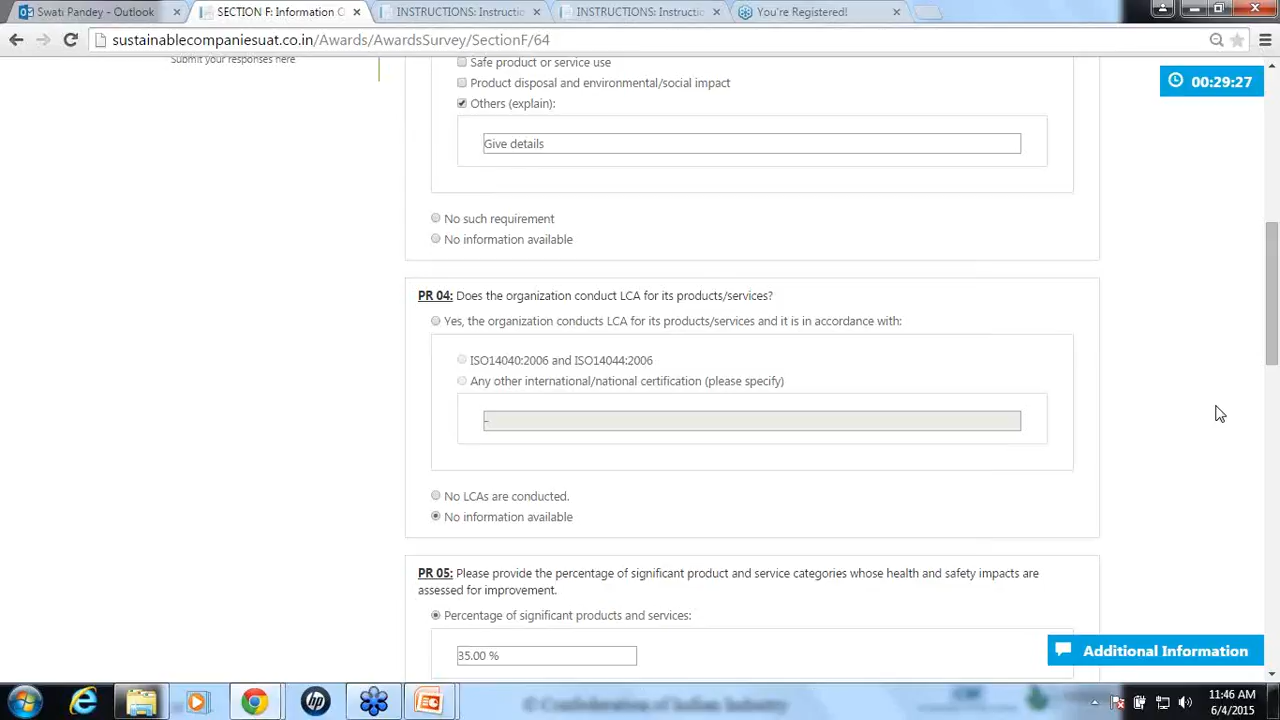 Swati Pandey - Outlook
SECTION F: Information C
INSTRUCTIONS: Instructio
INSTRUCTIONS: Instructio
You're Registered!
sustainablecompaniesuat.co.in/Awards/AwardsSurvey/SectionF/64
Submit your responses here
00:29:27
Safe product or service use
Product disposal and environmental/social impact
Others (explain):
Give details
No such requirement
No information available
PR 04: Does the organization conduct LCA for its products/services?
Yes, the organization conducts LCA for its products/services and it is in accordance with:
ISO14040:2006 and ISO14044:2006
Any other international/national certification (please specify)
-
No LCAs are conducted.
No information available
PR 05: Please provide the percentage of significant product and service categories whose health and safety impacts are
assessed for improvement.
Percentage of significant products and services:
35.00 %
Additional Information
11:46 AM
6/4/2015